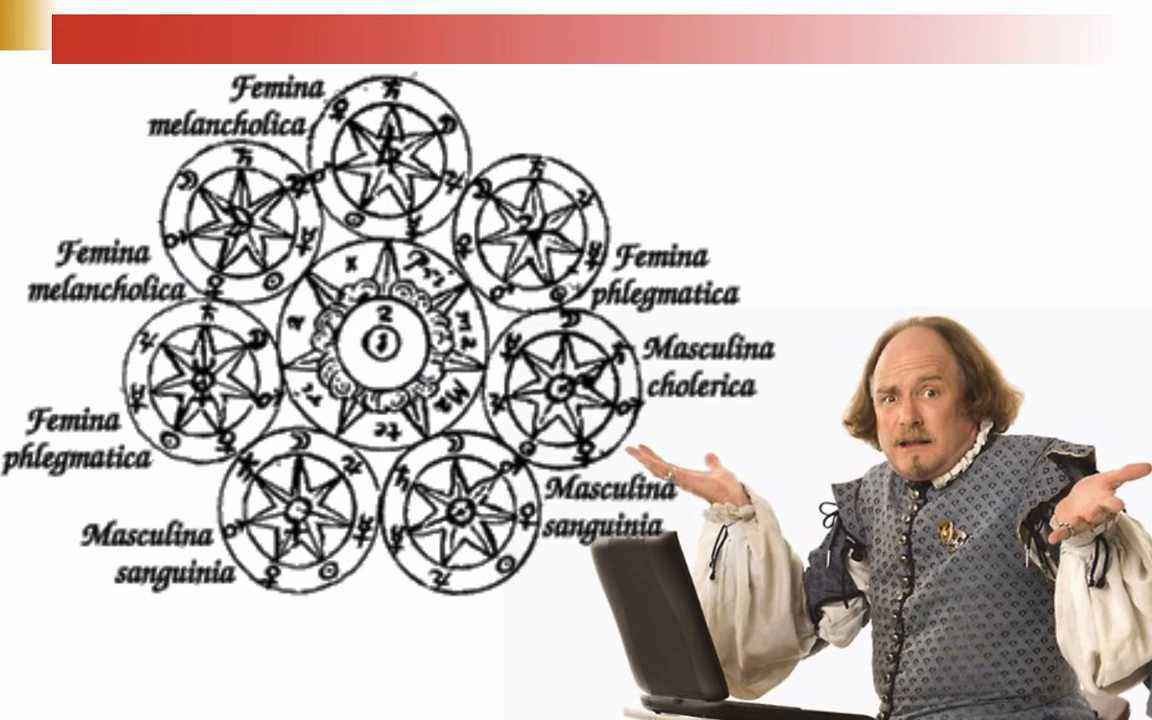 Femina
melancholica
Femina
melancholica
Femina
phlegmatica
Masculina
cholerica
Femina
phlegmatica
Masculina
sanguinia
Masculina
sanguinia